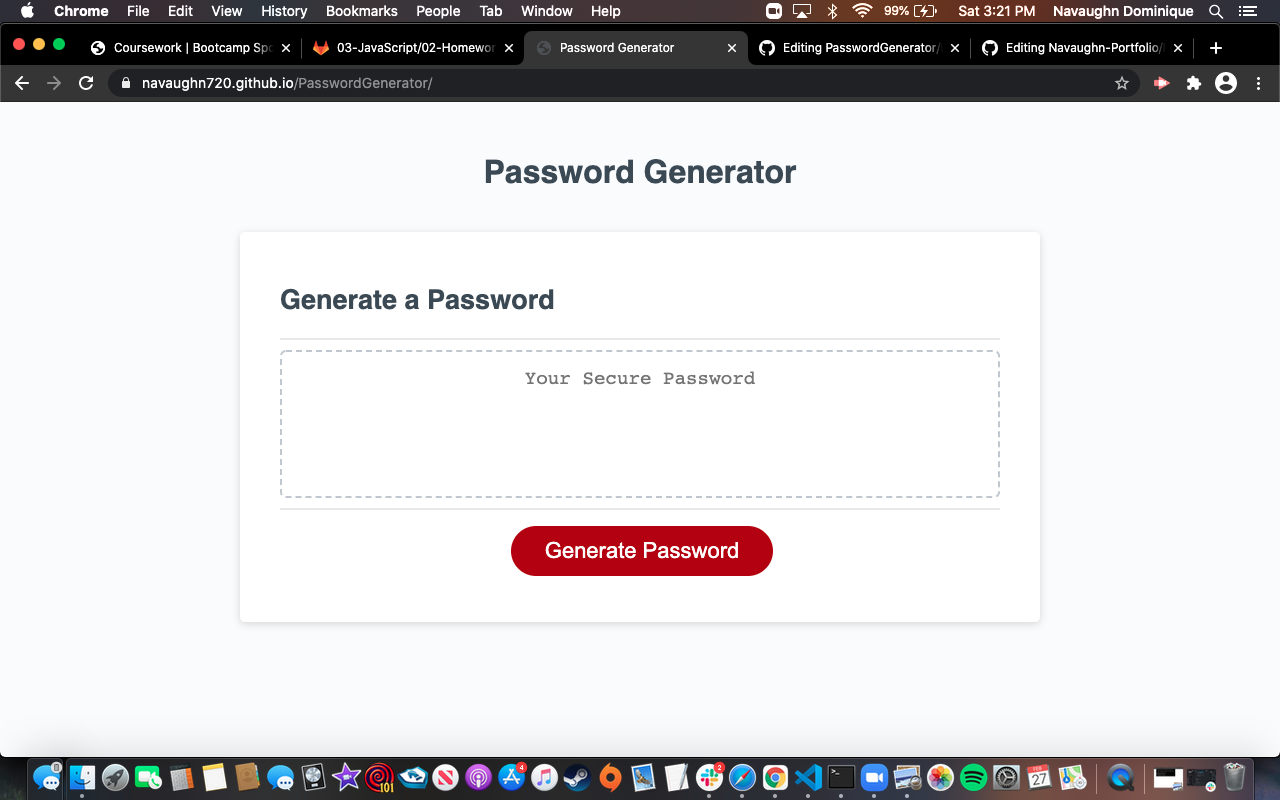 Chrome File Edit View History Bookmarks People Tab Window Help 99% Sat 3:21 PM Navaughn Dominique
Coursework | Bootcamp Spo 03-JavaScript/02-Homewor Password Generator Editing PasswordGenerator/ Editing Navaughn-Portfolio/
navaughn720.github.io/PasswordGenerator/
Password Generator
Generate a Password
Your Secure Password
Generate Password
101 4 2 FEB 27